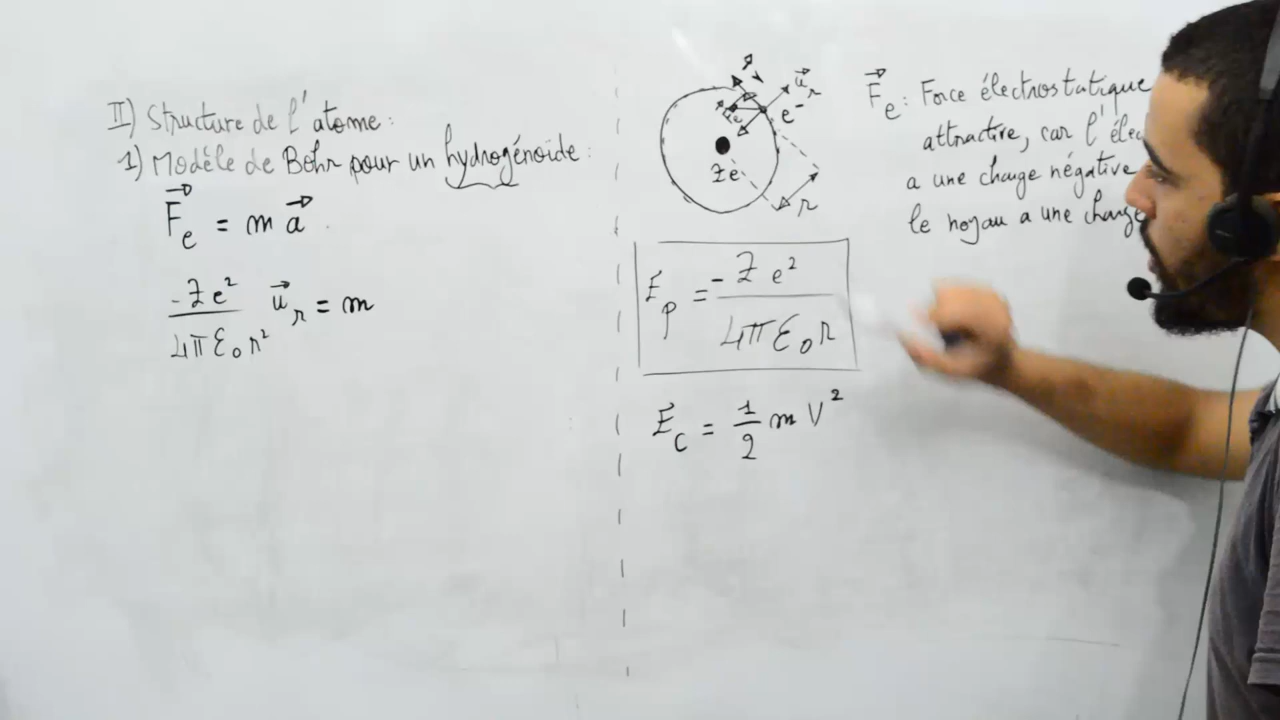 II) Structure de l'atome:
1) Modèle de Bohr pour un hydrogénoïde:
F⃗e = m a⃗.
-Ze²/4πε₀r² u⃗r = m
u⃗r
F⃗e
e⁻
Ze
r
Ep = -Ze²/4πε₀r
Ec = 1/2 m V²
F⃗e: Force électrostatique
attractive, car l'élec
a une charge négative
le noyau a une charge